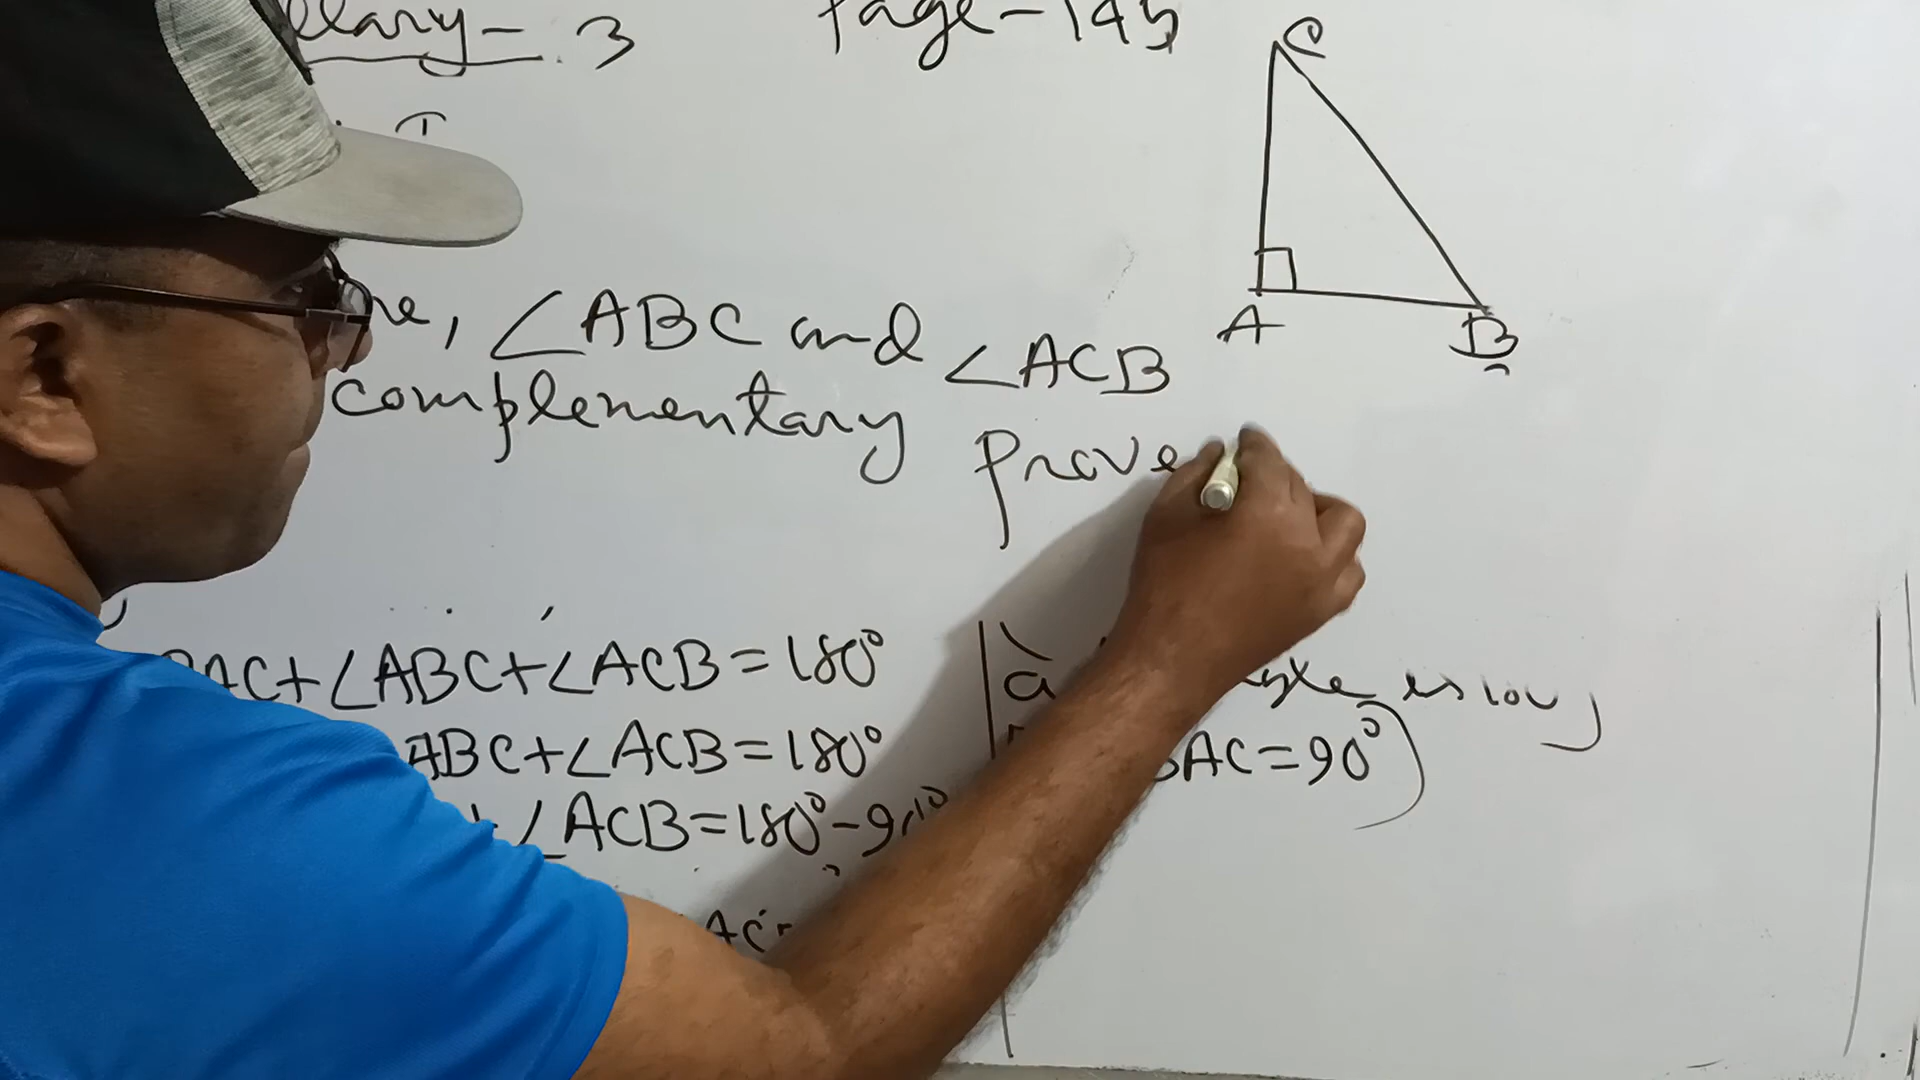 llary-3 Page-145
C
A B
, ∠ABC and ∠ACB
complementary Prove
AC+∠ABC+∠ACB=180°
ABC+∠ACB=180°
BAC=90°)
+∠ACB=180°-90°
AC